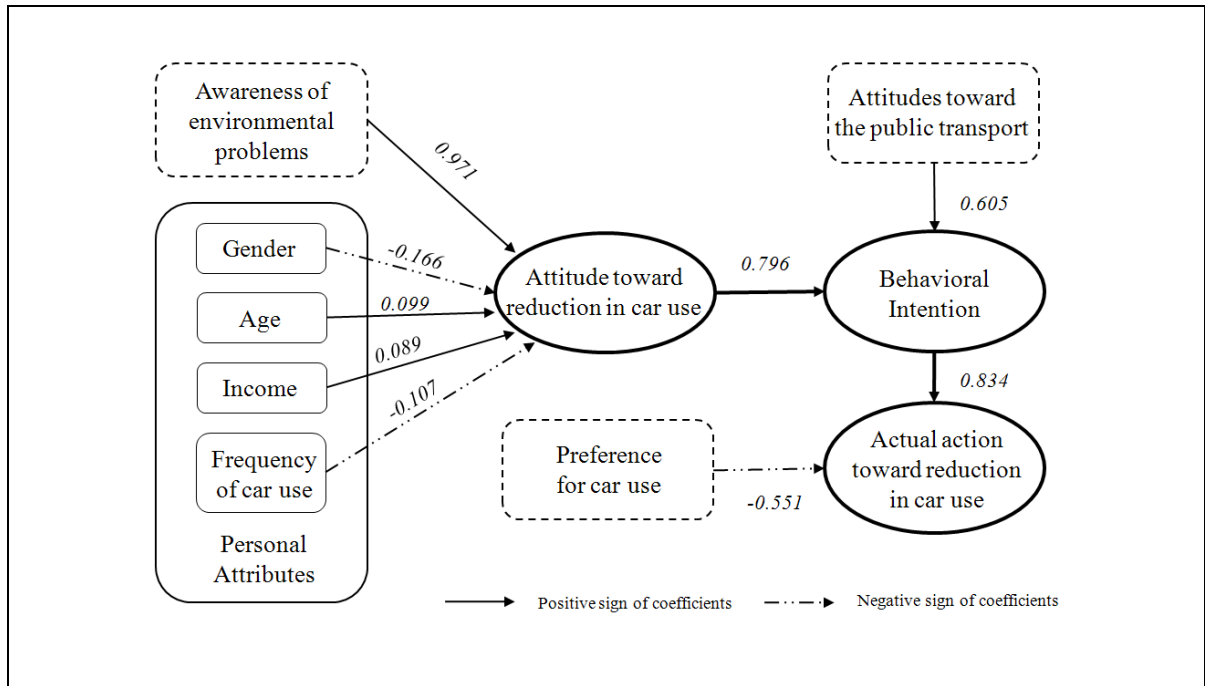 Awareness of
environmental
problems
Attitudes toward
the public transport
0.971
0.605
Gender
-0.166
Age
0.099
Income
0.089
Frequency
of car use
-0.107
Personal
Attributes
Attitude toward
reduction in car use
0.796
Behavioral
Intention
0.834
Preference
for car use
-0.551
Actual action
toward reduction
in car use
Positive sign of coefficients
Negative sign of coefficients